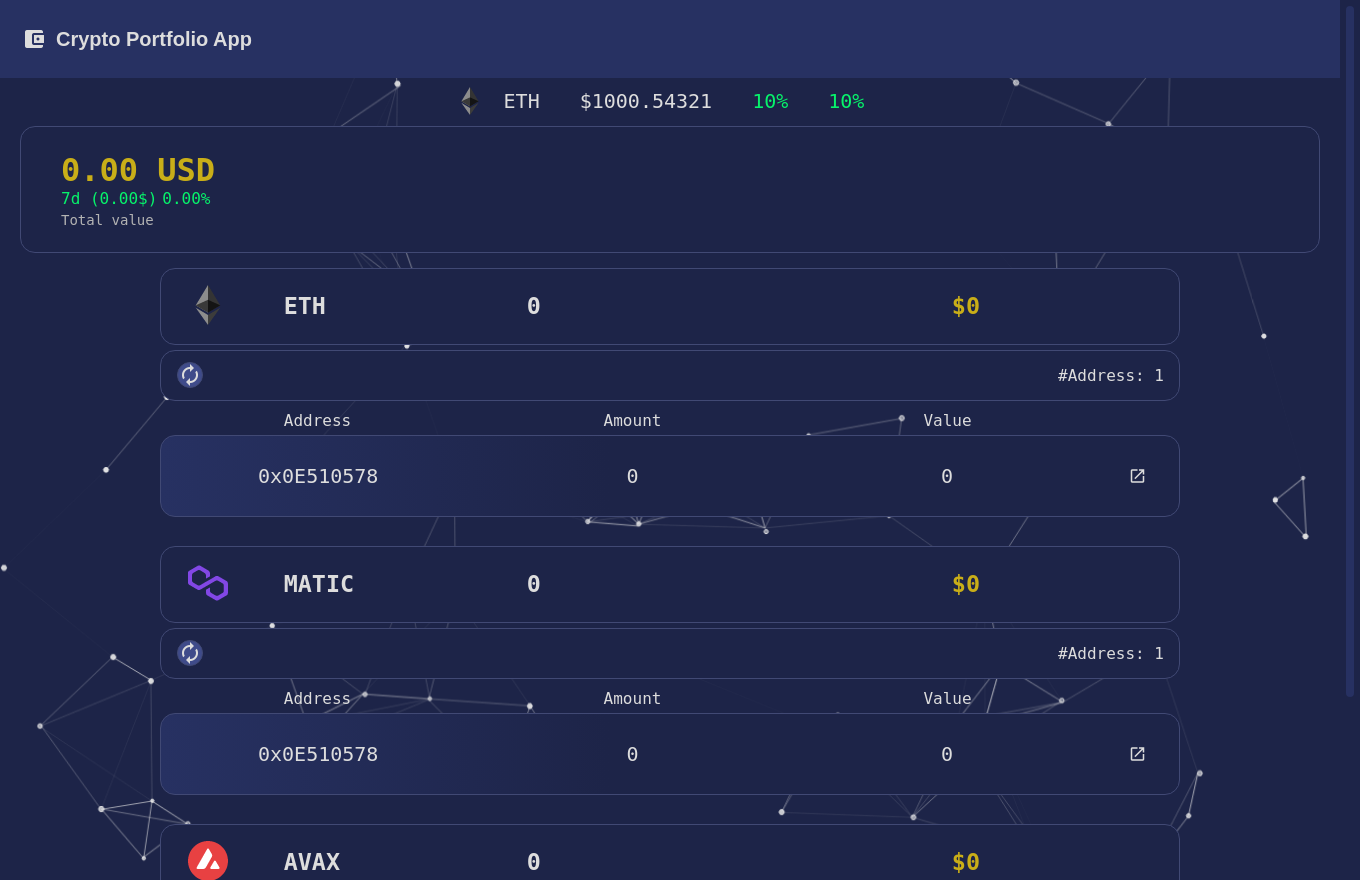 Crypto Portfolio App
ETH $1000.54321 10% 10%
0.00 USD
7d (0.00$) 0.00%
Total value
ETH 0 $0
#Address: 1
Address Amount Value
0x0E510578 0 0
MATIC 0 $0
#Address: 1
Address Amount Value
0x0E510578 0 0
AVAX 0 $0